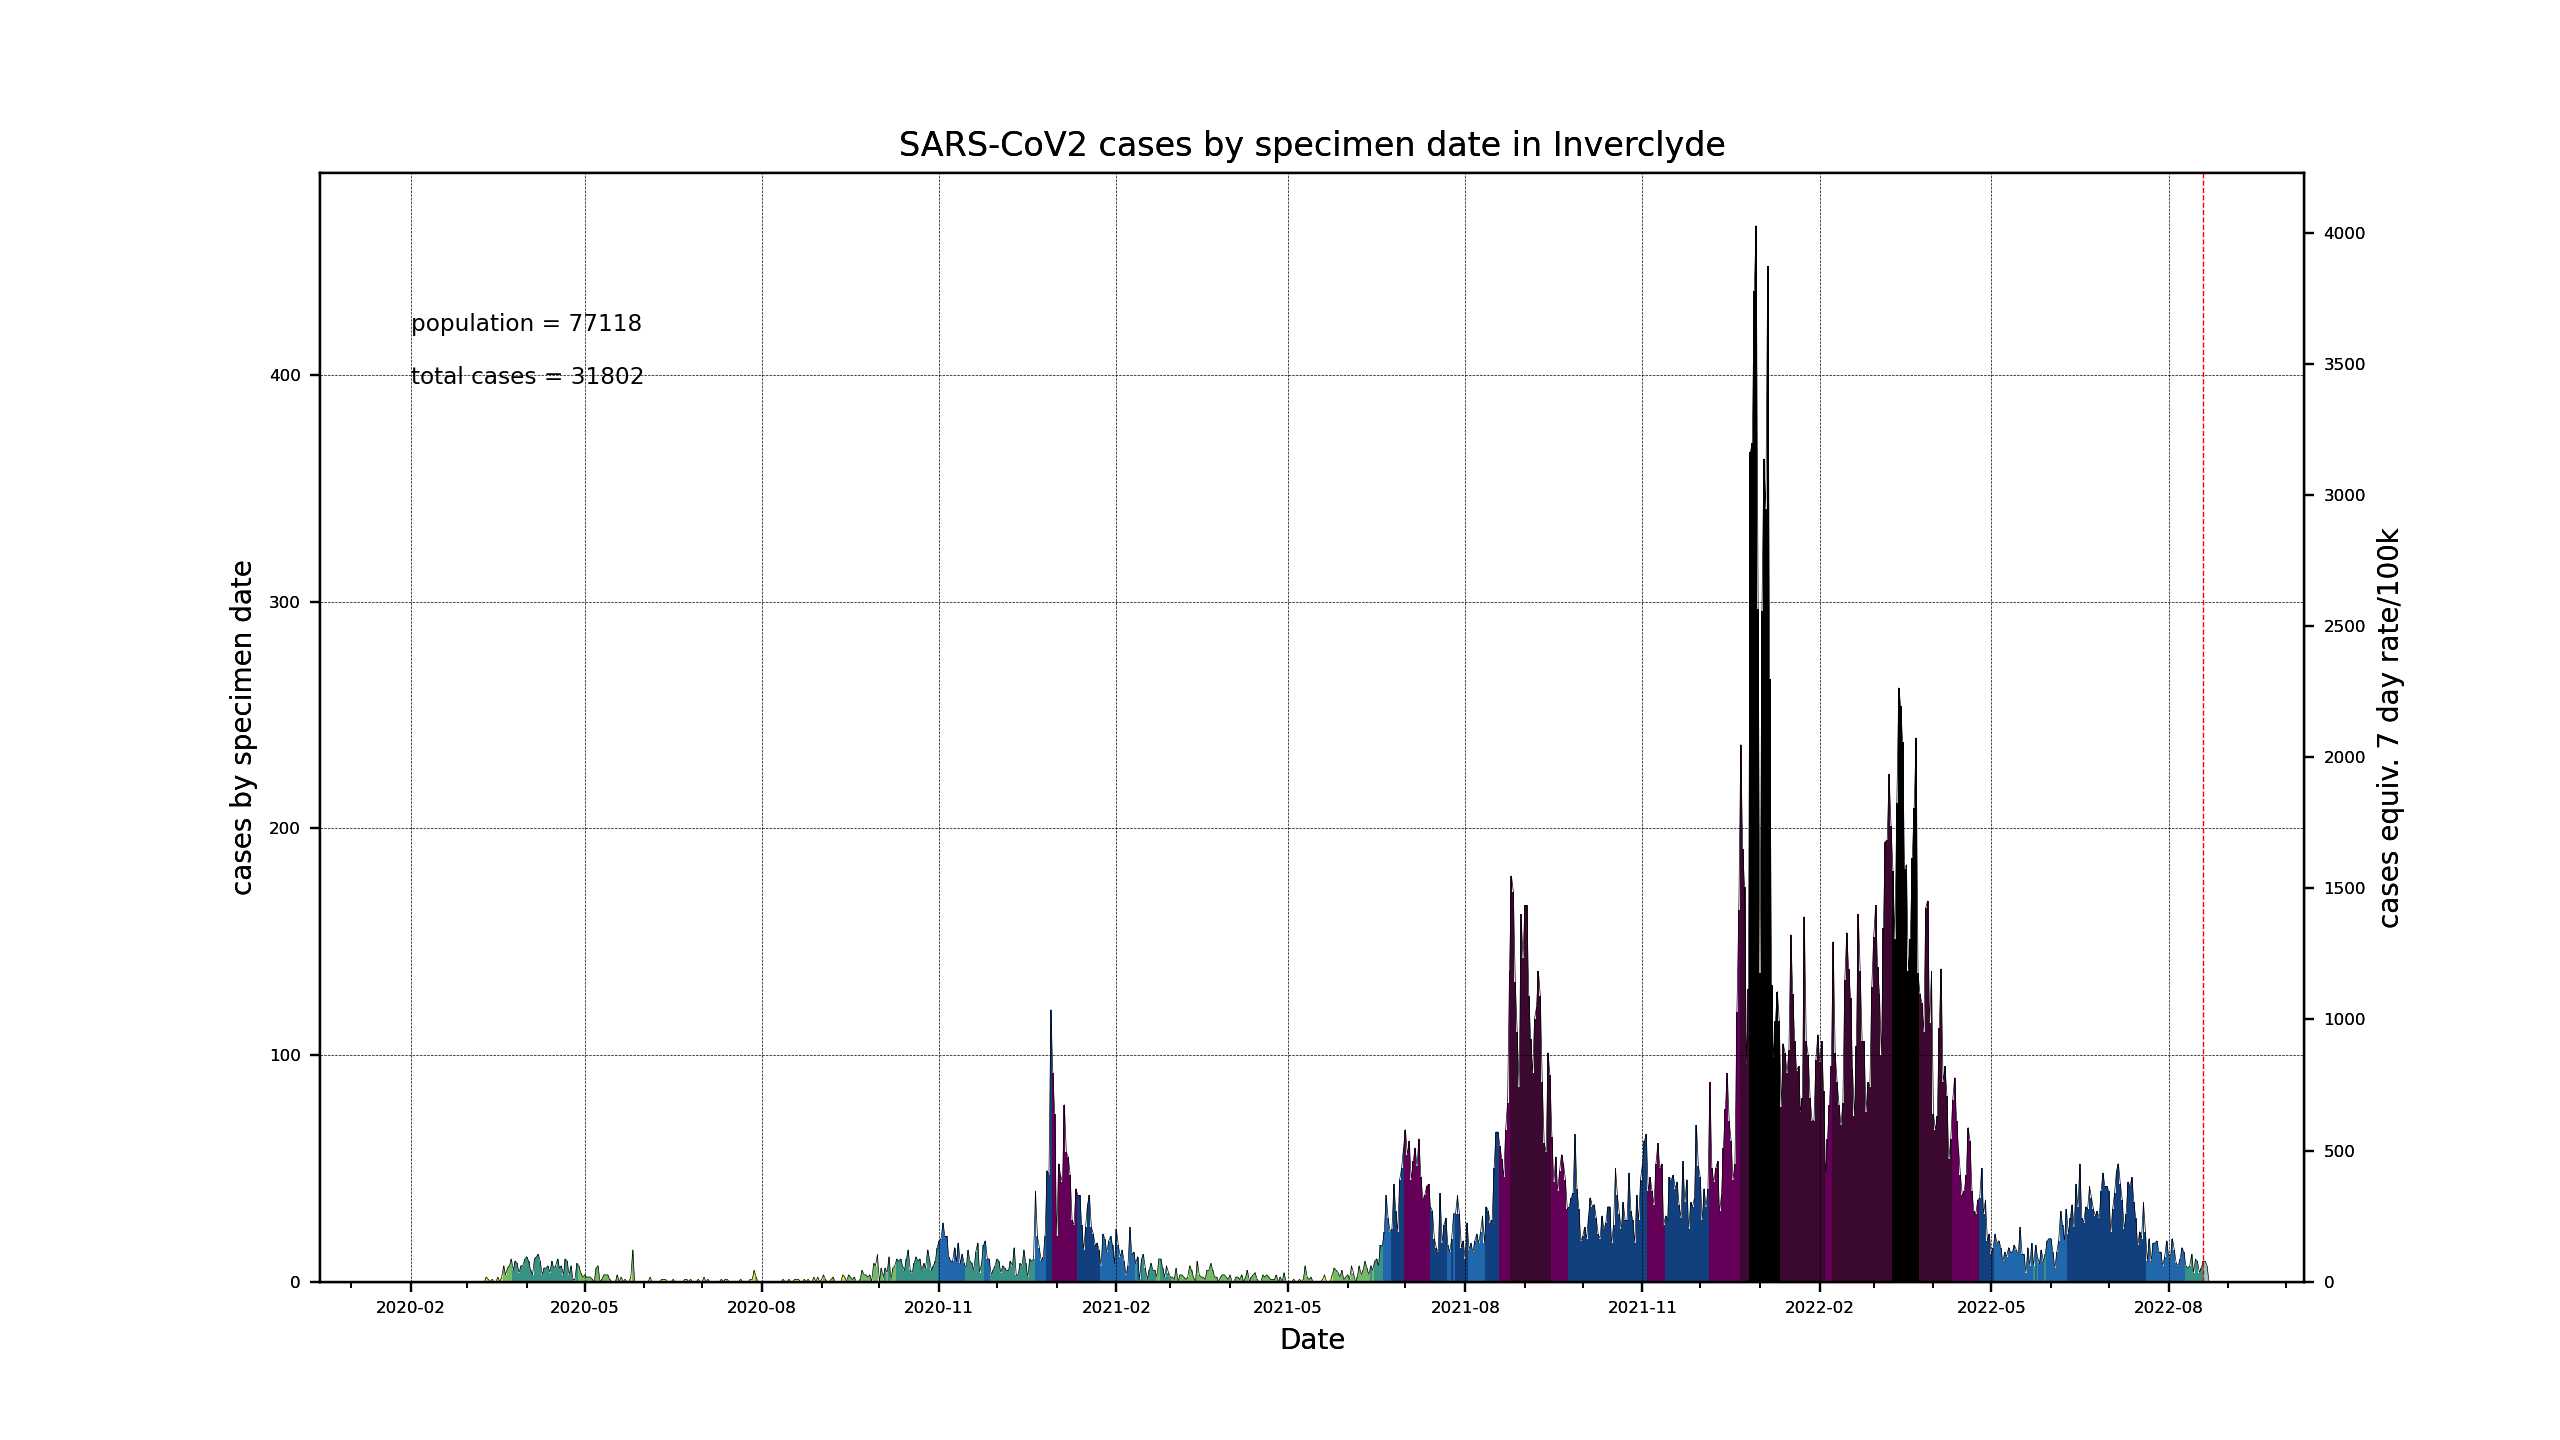 SARS-CoV2 cases by specimen date in Inverclyde
population = 77118
total cases = 31802
cases by specimen date
400
300
200
100
0
4000
3500
3000
2500
2000
1500
1000
500
0
cases equiv. 7 day rate/100k
2020-02 2020-05 2020-08 2020-11 2021-02 2021-05 2021-08 2021-11 2022-02 2022-05 2022-08
Date